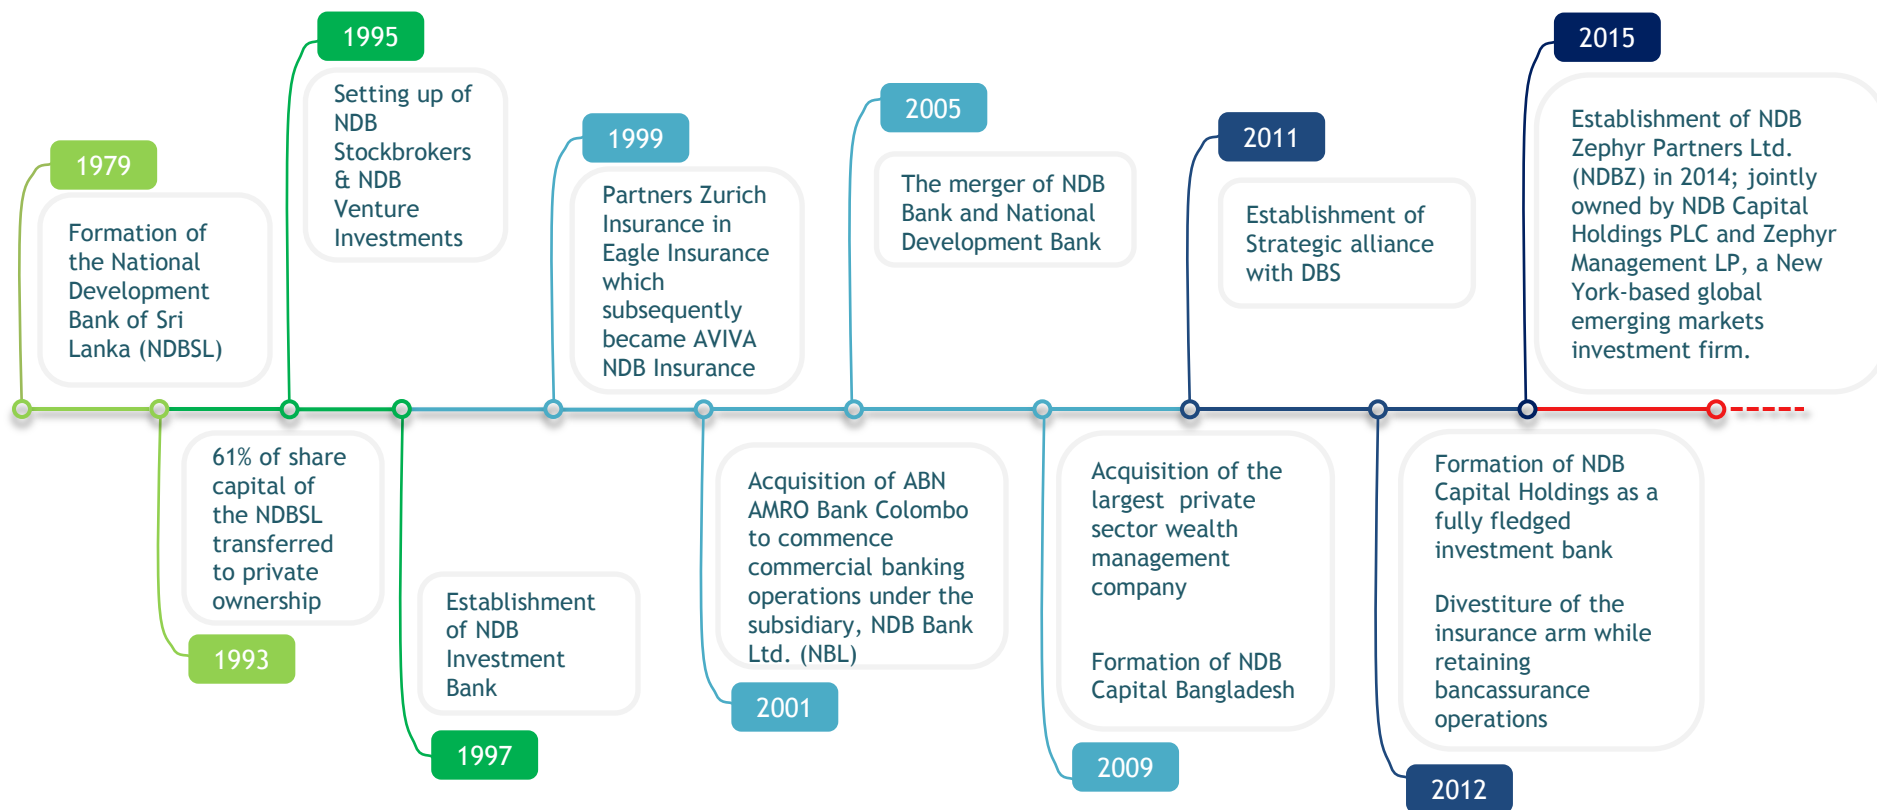 1979
Formation of
the National
Development
Bank of Sri
Lanka (NDBSL)
61% of share
capital of
the NDBSL
transferred
to private
ownership
1993
1995
Setting up of
NDB
Stockbrokers
& NDB
Venture
Investments
Establishment
of NDB
Investment
Bank
1997
1999
Partners Zurich
Insurance in
Eagle Insurance
which
subsequently
became AVIVA
NDB Insurance
Acquisition of ABN
AMRO Bank Colombo
to commence
commercial banking
operations under the
subsidiary, NDB Bank
Ltd. (NBL)
2001
2005
The merger of NDB
Bank and National
Development Bank
Acquisition of the
largest private
sector wealth
management
company
Formation of NDB
Capital Bangladesh
2009
2011
Establishment of
Strategic alliance
with DBS
Formation of NDB
Capital Holdings as a
fully fledged
investment bank
Divestiture of the
insurance arm while
retaining
bancassurance
operations
2012
2015
Establishment of NDB
Zephyr Partners Ltd.
(NDBZ) in 2014; jointly
owned by NDB Capital
Holdings PLC and Zephyr
Management LP, a New
York-based global
emerging markets
investment firm.